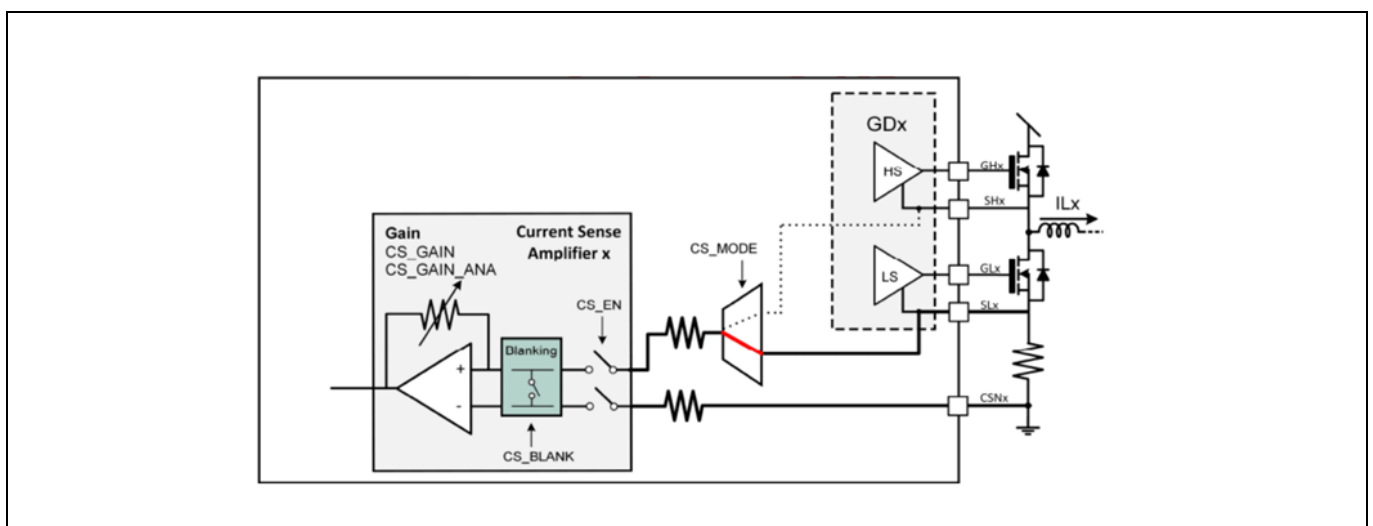 GDx
HS
GHx
SHx
ILx
Gain
CS_GAIN
CS_GAIN_ANA
Current Sense
Amplifier x
CS_MODE
LS
GLx
SLx
CS_EN
Blanking
+
-
CSNx
CS_BLANK